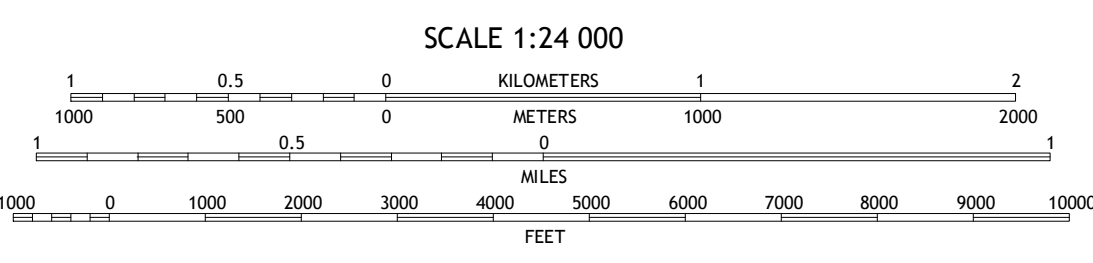 SCALE 1:24 000
1 0.5 0 KILOMETERS 1 2
1000 500 0 METERS 1000 2000
1 0.5 0 1
MILES
1000 0 1000 2000 3000 4000 5000 6000 7000 8000 9000 10000
FEET